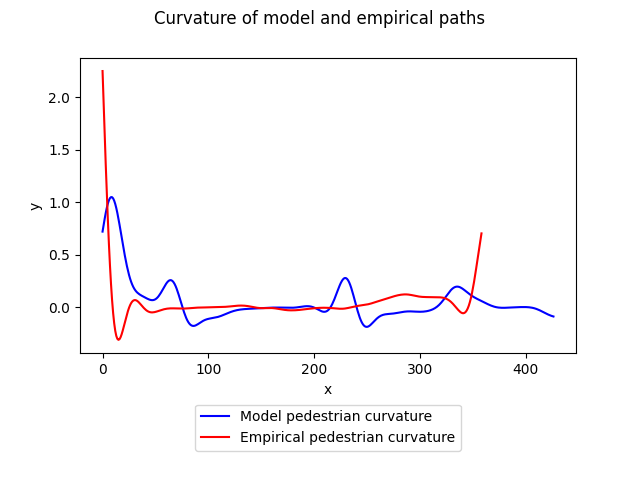 Curvature of model and empirical paths
2.0
1.5
1.0
0.5
0.0
y
0 100 200 300 400
x
Model pedestrian curvature
Empirical pedestrian curvature